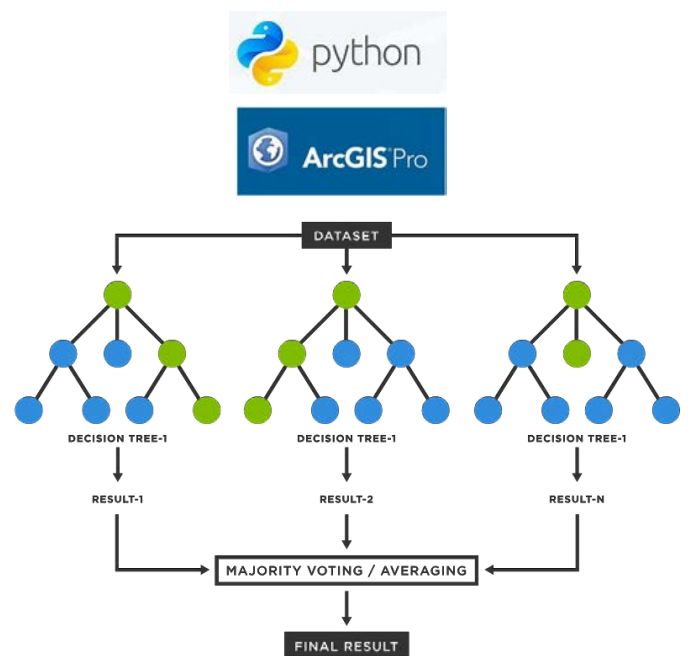 python
ArcGIS Pro
DATASET
DECISION TREE-1
DECISION TREE-1
DECISION TREE-1
RESULT-1
RESULT-2
RESULT-N
MAJORITY VOTING / AVERAGING
FINAL RESULT